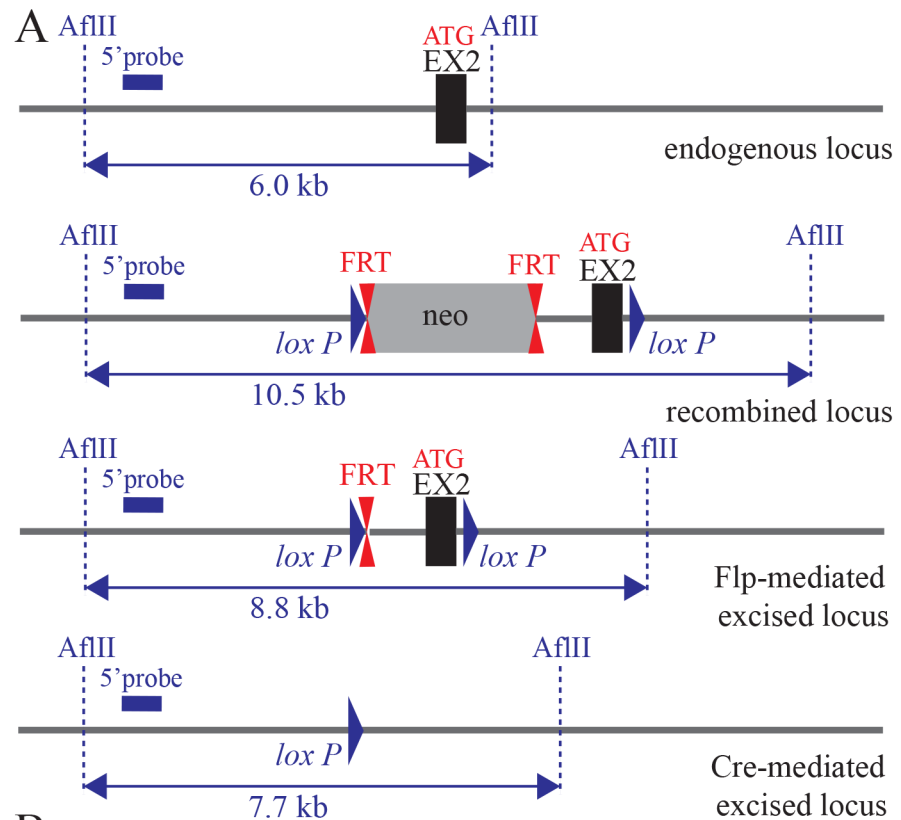 A
AflII
AflII
5’probe
ATG
EX2
endogenous locus
6.0 kb
AflII
AflII
5’probe
FRT
FRT
ATG
EX2
neo
lox P
lox P
10.5 kb
recombined locus
AflII
AflII
5’probe
FRT
ATG
EX2
lox P
lox P
8.8 kb
Flp-mediated
excised locus
AflII
AflII
5’probe
lox P
7.7 kb
Cre-mediated
excised locus